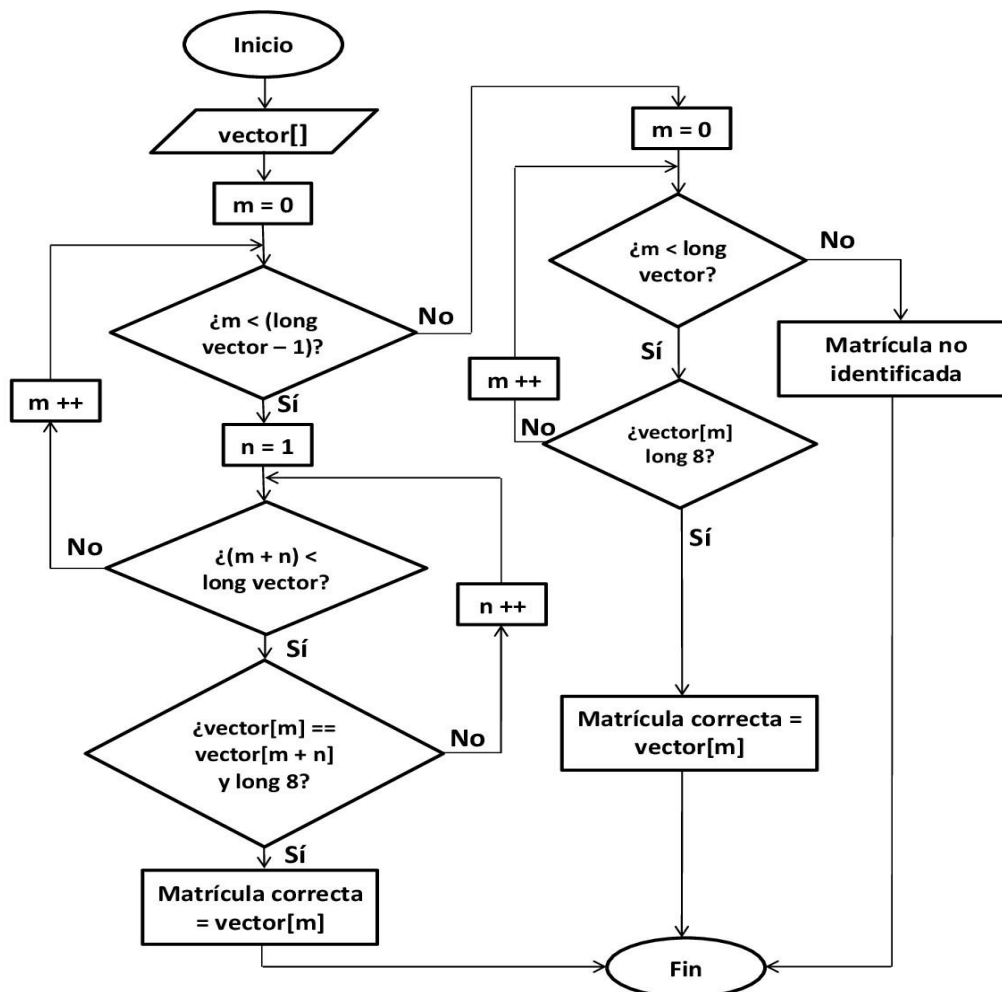 Inicio
vector[]
m = 0
¿m < (long
vector – 1)?
No
Sí
m ++
n = 1
¿(m + n) <
long vector?
No
Sí
n ++
¿vector[m] ==
vector[m + n]
y long 8?
No
Sí
Matrícula correcta
= vector[m]
m = 0
¿m < long
vector?
No
Sí
Matrícula no
identificada
m ++
¿vector[m]
long 8?
No
Sí
Matrícula correcta =
vector[m]
Fin